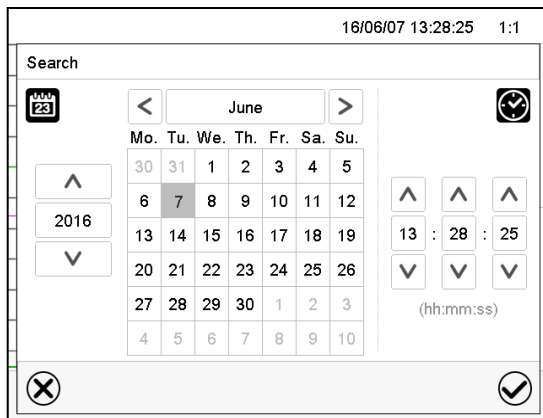 16/06/07 13:28:25 1:1
Search
23
< June >
Mo. Tu. We. Th. Fr. Sa. Su.
30 31 1 2 3 4 5
6 7 8 9 10 11 12
2016
13 : 28 : 25
13 14 15 16 17 18 19
20 21 22 23 24 25 26
27 28 29 30 1 2 3
(hh:mm:ss)
4 5 6 7 8 9 10